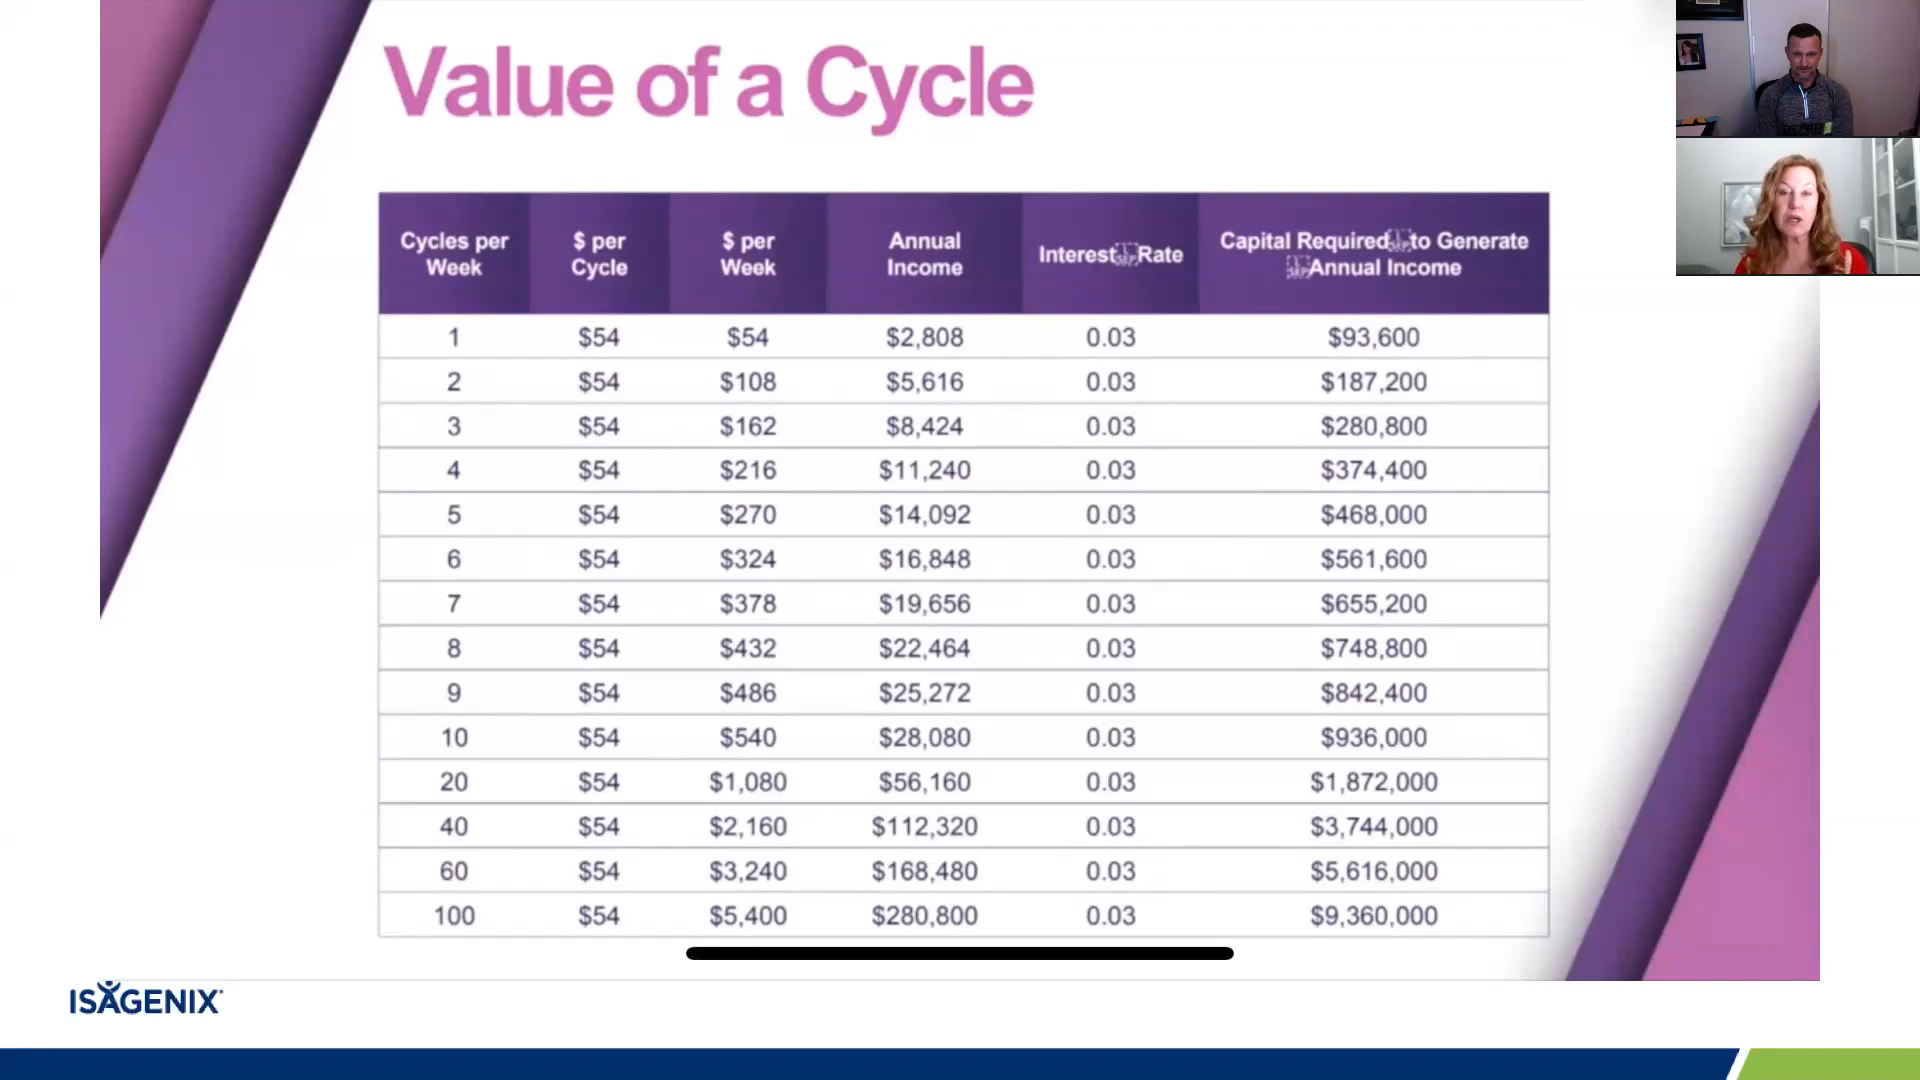 Value of a Cycle
Cycles per Week $ per Cycle $ per Week Annual Income Interest Rate Capital Required to Generate Annual Income
1 $54 $54 $2,808 0.03 $93,600
2 $54 $108 $5,616 0.03 $187,200
3 $54 $162 $8,424 0.03 $280,800
4 $54 $216 $11,240 0.03 $374,400
5 $54 $270 $14,092 0.03 $468,000
6 $54 $324 $16,848 0.03 $561,600
7 $54 $378 $19,656 0.03 $655,200
8 $54 $432 $22,464 0.03 $748,800
9 $54 $486 $25,272 0.03 $842,400
10 $54 $540 $28,080 0.03 $936,000
20 $54 $1,080 $56,160 0.03 $1,872,000
40 $54 $2,160 $112,320 0.03 $3,744,000
60 $54 $3,240 $168,480 0.03 $5,616,000
100 $54 $5,400 $280,800 0.03 $9,360,000
ISAGENIX